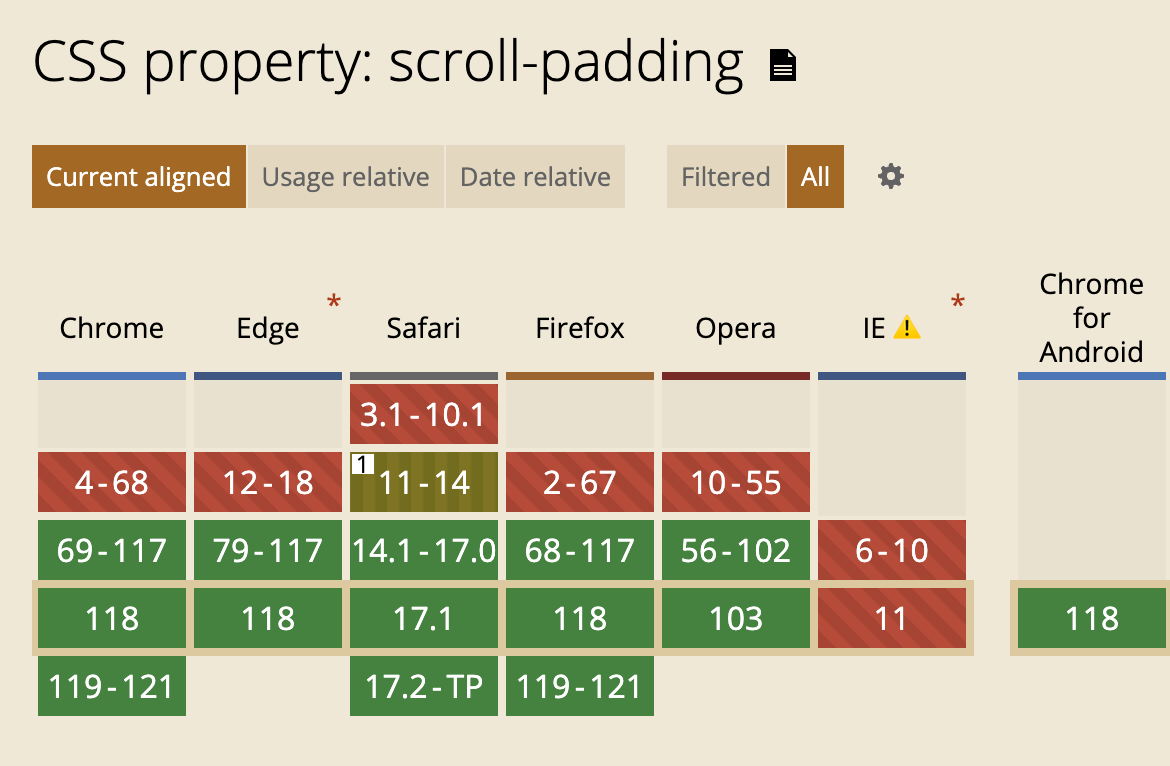 CSS property: scroll-padding
Current aligned Usage relative Date relative Filtered All
Chrome Edge * Safari Firefox Opera IE * Chrome for Android
3.1-10.1
4-68 12-18 1 11-14 2-67 10-55
69-117 79-117 14.1-17.0 68-117 56-102 6-10
118 118 17.1 118 103 11 118
119-121 17.2-TP 119-121